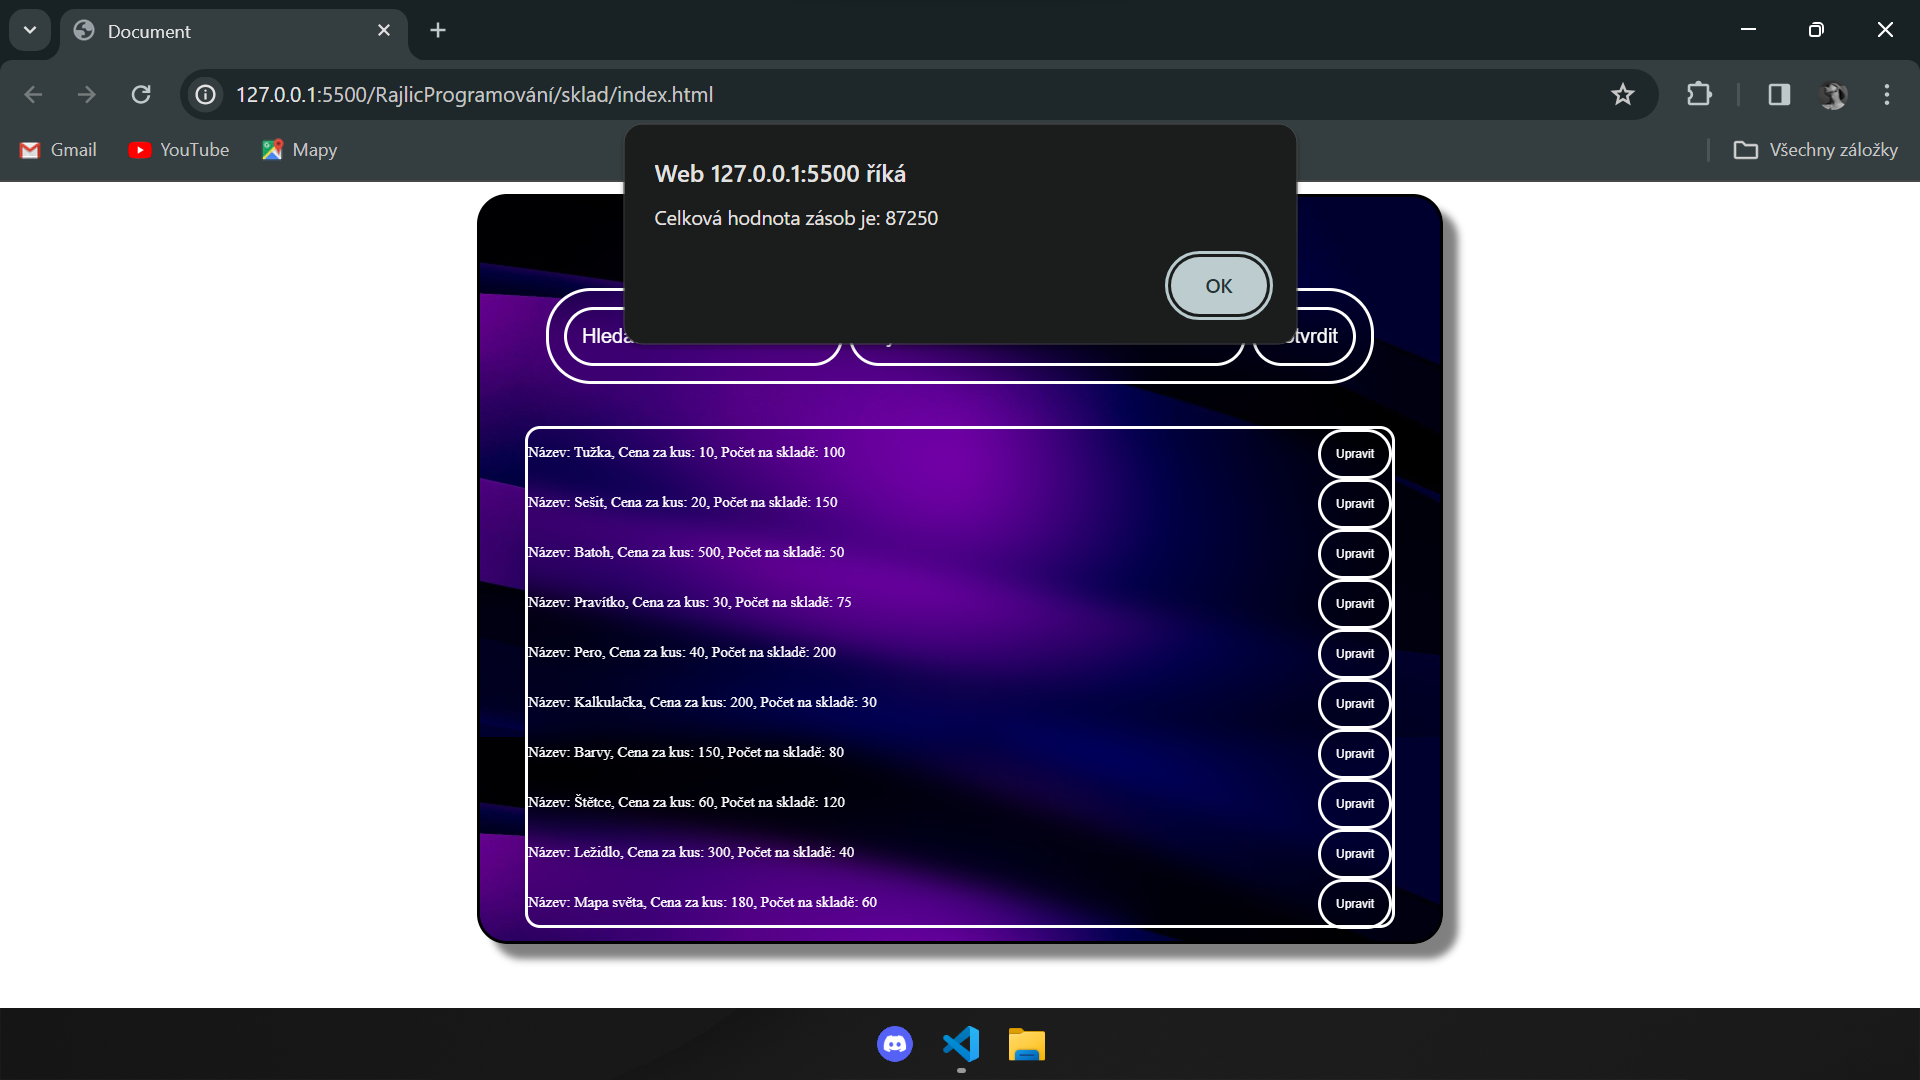 Document
127.0.0.1:5500/RajlicProgramování/sklad/index.html
Gmail YouTube Mapy Všechny záložky
Web 127.0.0.1:5500 říká
Celková hodnota zásob je: 87250
OK
Název: Tužka, Cena za kus: 10, Počet na skladě: 100 Upravit
Název: Sešit, Cena za kus: 20, Počet na skladě: 150 Upravit
Název: Batoh, Cena za kus: 500, Počet na skladě: 50 Upravit
Název: Pravítko, Cena za kus: 30, Počet na skladě: 75 Upravit
Název: Pero, Cena za kus: 40, Počet na skladě: 200 Upravit
Název: Kalkulačka, Cena za kus: 200, Počet na skladě: 30 Upravit
Název: Barvy, Cena za kus: 150, Počet na skladě: 80 Upravit
Název: Štětce, Cena za kus: 60, Počet na skladě: 120 Upravit
Název: Ležidlo, Cena za kus: 300, Počet na skladě: 40 Upravit
Název: Mapa světa, Cena za kus: 180, Počet na skladě: 60 Upravit